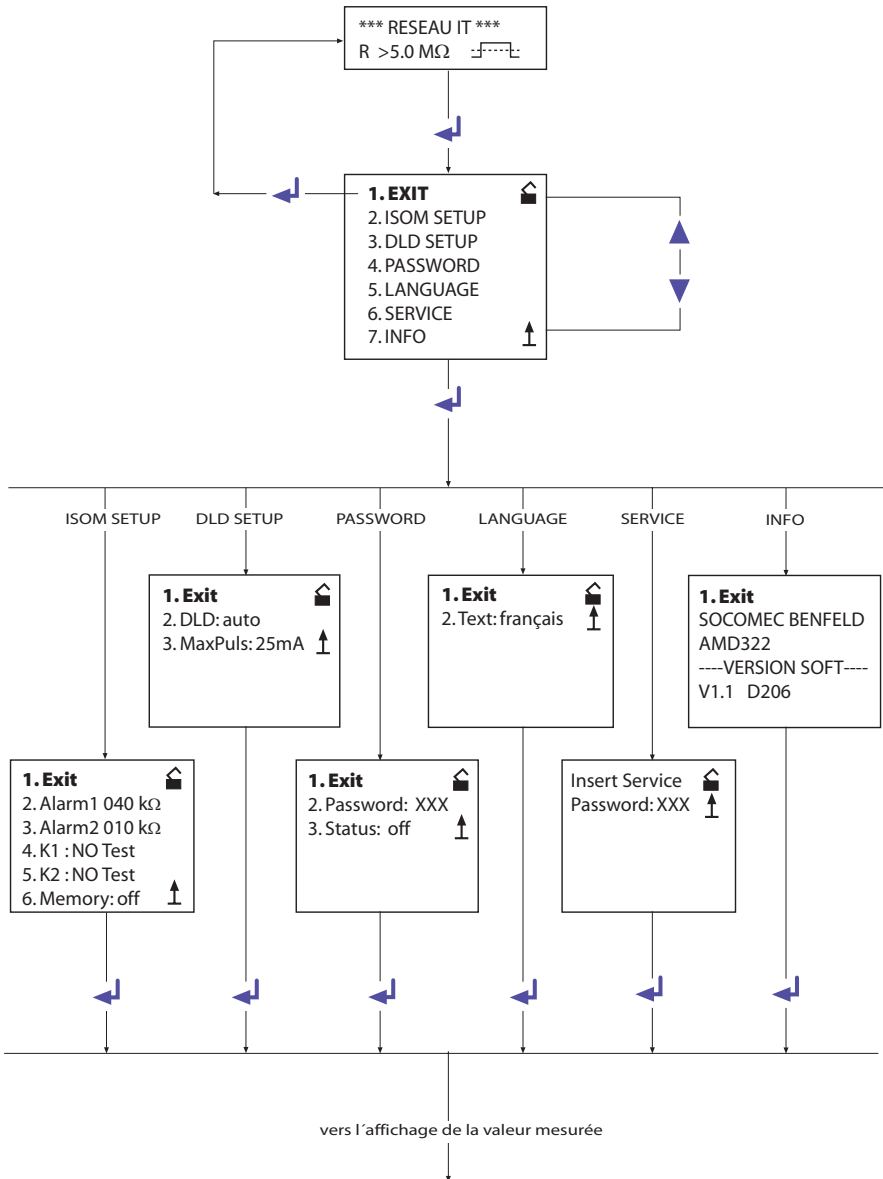 *** RESEAU IT ***
R >5.0 MΩ
1. EXIT
2. ISOM SETUP
3. DLD SETUP
4. PASSWORD
5. LANGUAGE
6. SERVICE
7. INFO
ISOM SETUP
DLD SETUP
PASSWORD
LANGUAGE
SERVICE
INFO
1. Exit
2. DLD: auto
3. MaxPuls: 25mA
1. Exit
2. Text: français
1. Exit
SOCOMEC BENFELD
AMD322
----VERSION SOFT----
V1.1 D206
1. Exit
2. Alarm1 040 kΩ
3. Alarm2 010 kΩ
4. K1 : NO Test
5. K2 : NO Test
6. Memory: off
1. Exit
2. Password: XXX
3. Status: off
Insert Service
Password: XXX
vers l´affichage de la valeur mesurée